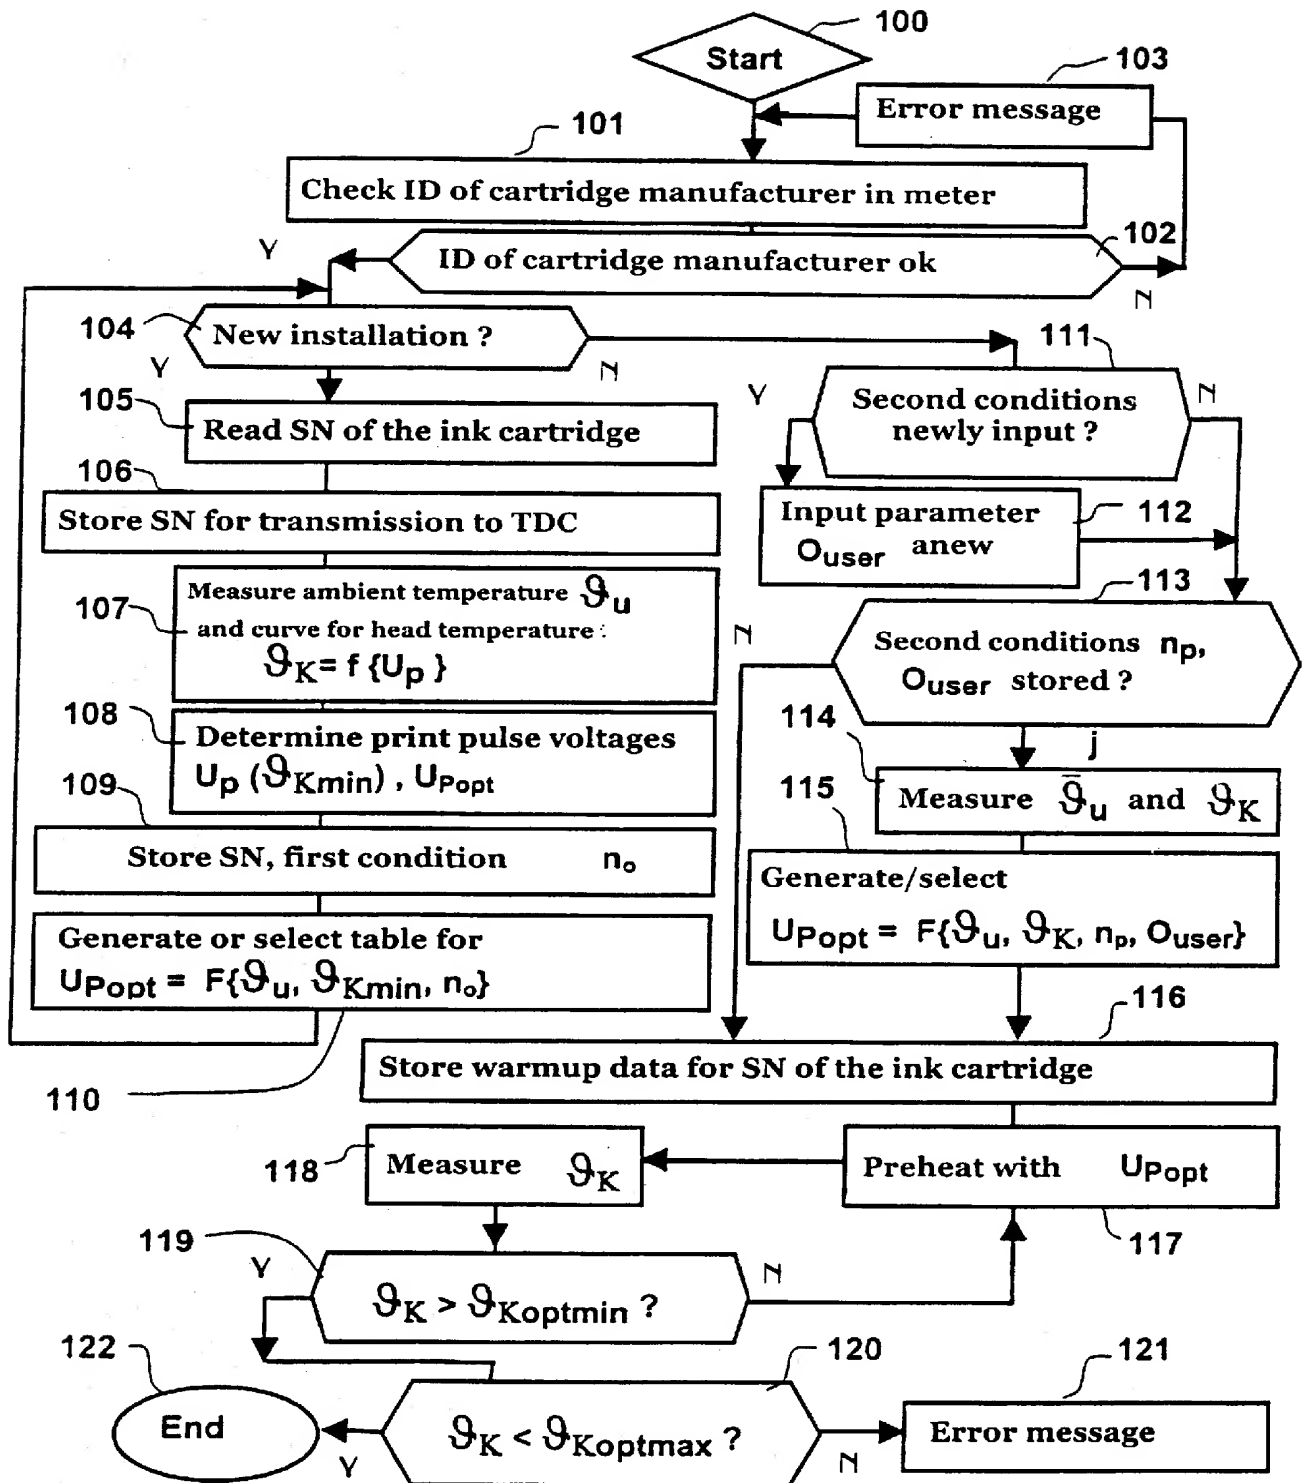 100
Start
103
Error message
101
Check ID of cartridge manufacturer in meter
102
ID of cartridge manufacturer ok
Y
N
104
New installation ?
Y
N
111
Second conditions
newly input ?
Y
N
105
Read SN of the ink cartridge
106
Store SN for transmission to TDC
112
Input parameter
Ouser anew
107
Measure ambient temperature ϑu
and curve for head temperature :
ϑK = f {Up }
113
Second conditions np,
Ouser stored ?
N
j
108
Determine print pulse voltages
Up (ϑKmin) , UPopt
114
Measure ϑ̄u and ϑK
109
Store SN, first condition no
115
Generate/select
UPopt = F{ϑu, ϑK, np, Ouser}
Generate or select table for
UPopt = F{ϑu, ϑKmin, no}
110
116
Store warmup data for SN of the ink cartridge
118
Measure ϑK
Preheat with UPopt
117
119
Y
N
ϑK > ϑKoptmin ?
122
End
120
ϑK < ϑKoptmax ?
Y
N
121
Error message